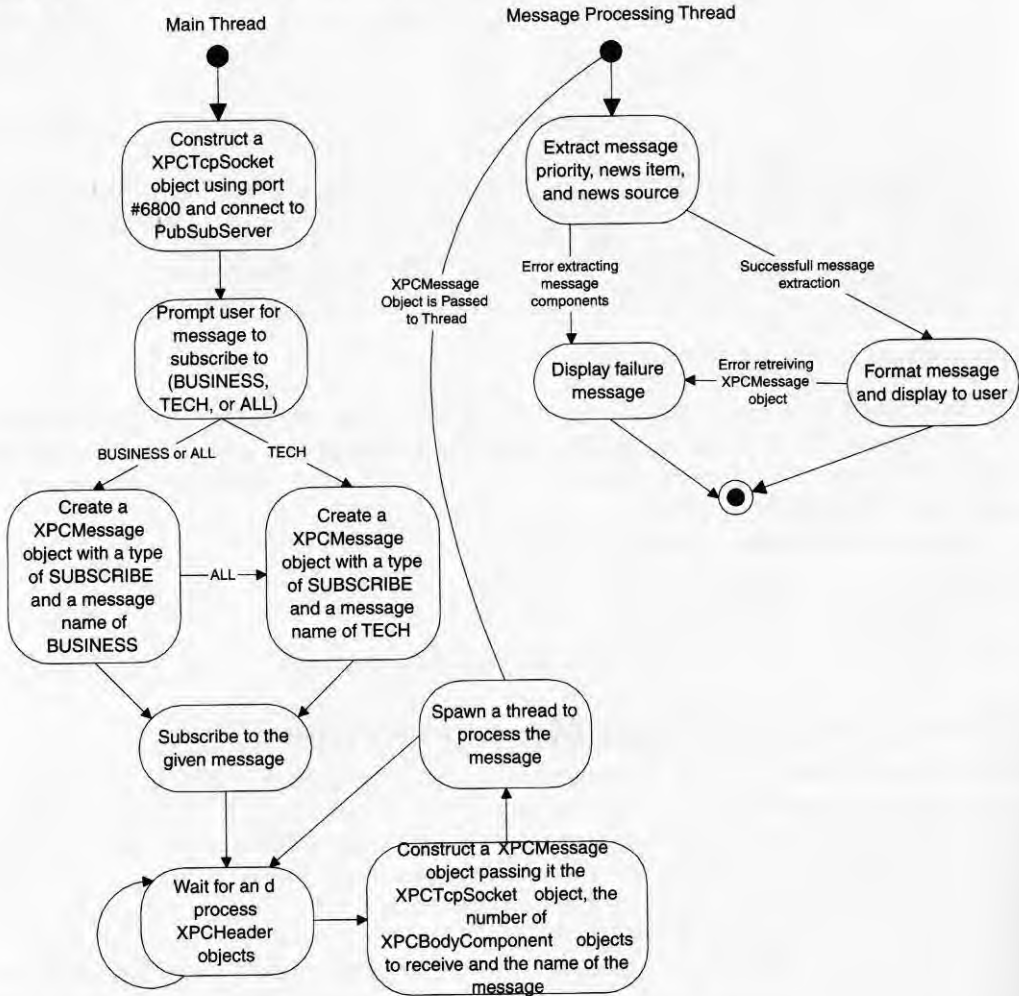 Main Thread
Message Processing Thread
Construct a
XPCTcpSocket
object using port
#6800 and connect to
PubSubServer
Prompt user for
message to
subscribe to
(BUSINESS,
TECH, or ALL)
BUSINESS or ALL
TECH
Create a
XPCMessage
object with a type
of SUBSCRIBE
and a message
name of
BUSINESS
ALL
Create a
XPCMessage
object with a type
of SUBSCRIBE
and a message
name of TECH
Subscribe to the
given message
Wait for an d
process
XPCHeader
objects
Construct a XPCMessage
object passing it the
XPCTcpSocket object, the
number of
XPCBodyComponent objects
to receive and the name of the
message
Spawn a thread to
process the
message
XPCMessage
Object is Passed
to Thread
Extract message
priority, news item,
and news source
Error extracting
message
components
Successfull message
extraction
Display failure
message
Error retreiving
XPCMessage
object
Format message
and display to user